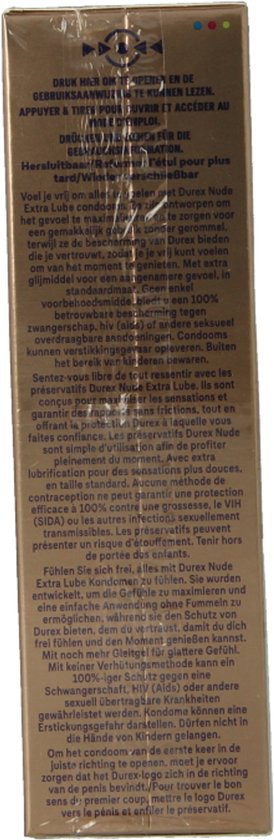 DRUK HIER OM TE OPENEN EN DE
GEBRUIKSAANWIJZING TE KUNNEN LEZEN.
APPUYER & TIRER POUR OUVRIR ET ACCÉDER AU
MODE D'EMPLOI.
DRÜCKEN UND ZIEHEN FÜR DIE
GEBRAUCHSINFORMATION.
Hersluitbaar/Refermer l'étui pour plus
tard/Wiederverschließbar
Voel je vrij om alles te voelen met Durex Nude
Extra Lube condooms. Ze zijn ontworpen om
het gevoel te maximaliseren en te zorgen voor
een gemakkelijk gebruik zonder gerommel,
terwijl ze de bescherming van Durex bieden
die je vertrouwt, zodat je je vrij kunt voelen
om van het moment te genieten. Met extra
glijmiddel voor een aangenamere gevoel, in
standaardmaat. Geen enkel
voorbehoedsmiddel biedt u een 100%
betrouwbare bescherming tegen
zwangerschap, hiv (aids) of andere seksueel
overdraagbare aandoeningen. Condooms
kunnen verstikkingsgevaar opleveren. Buiten
het bereik van kinderen bewaren.
Sentez-vous libre de tout ressentir avec les
préservatifs Durex Nude Extra Lube. Ils sont
conçus pour maximiser les sensations et
garantir des applications sans frictions, tout en
offrant la protection Durex à laquelle vous
faites confiance. Les préservatifs Durex Nude
sont simple d'utilisation afin de profiter
pleinement du moment. Avec extra
lubrification pour des sensations plus douces,
en taille standard. Aucune méthode de
contraception ne peut garantir une protection
efficace à 100% contre une grossesse, le VIH
(SIDA) ou les autres infections sexuellement
transmissibles. Les préservatifs peuvent
présenter un risque d'étouffement. Tenir hors
de portée des enfants.
Fühlen Sie sich frei, alles mit Durex Nude
Extra Lube Kondomen zu fühlen. Sie wurden
entwickelt, um die Gefühle zu maximieren und
eine einfache Anwendung ohne Fummeln zu
ermöglichen, während sie den Schutz von
Durex bieten, dem du vertraust, damit du dich
frei fühlen und den Moment genießen kannst.
Mit noch mehr Gleitgel für glattere Gefühl.
Mit keiner Verhütungsmethode kann ein
100%-iger Schutz gegen eine
Schwangerschaft, HIV (Aids) oder andere
sexuell übertragbare Krankheiten
gewährleistet werden. Kondome können eine
Erstickungsgefahr darstellen. Dürfen nicht in
die Hände von Kindern gelangen.
Om het condoom van de eerste keer in de
juiste richting te openen, moet je ervoor
zorgen dat het Durex-logo zich in de richting
van de penis bevindt./Pour trouver le bon
sens du premier coup, mettre le logo Durex
vers le pénis et enfiler le préservatif